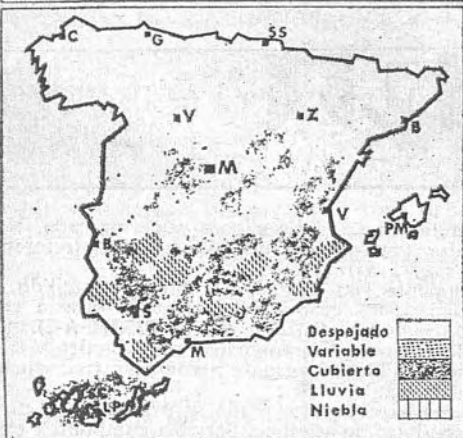 C G SS
V Z B
M
B V PM
S
M
LP
Despejado
Variable
Cubierto
Lluvia
Niebla